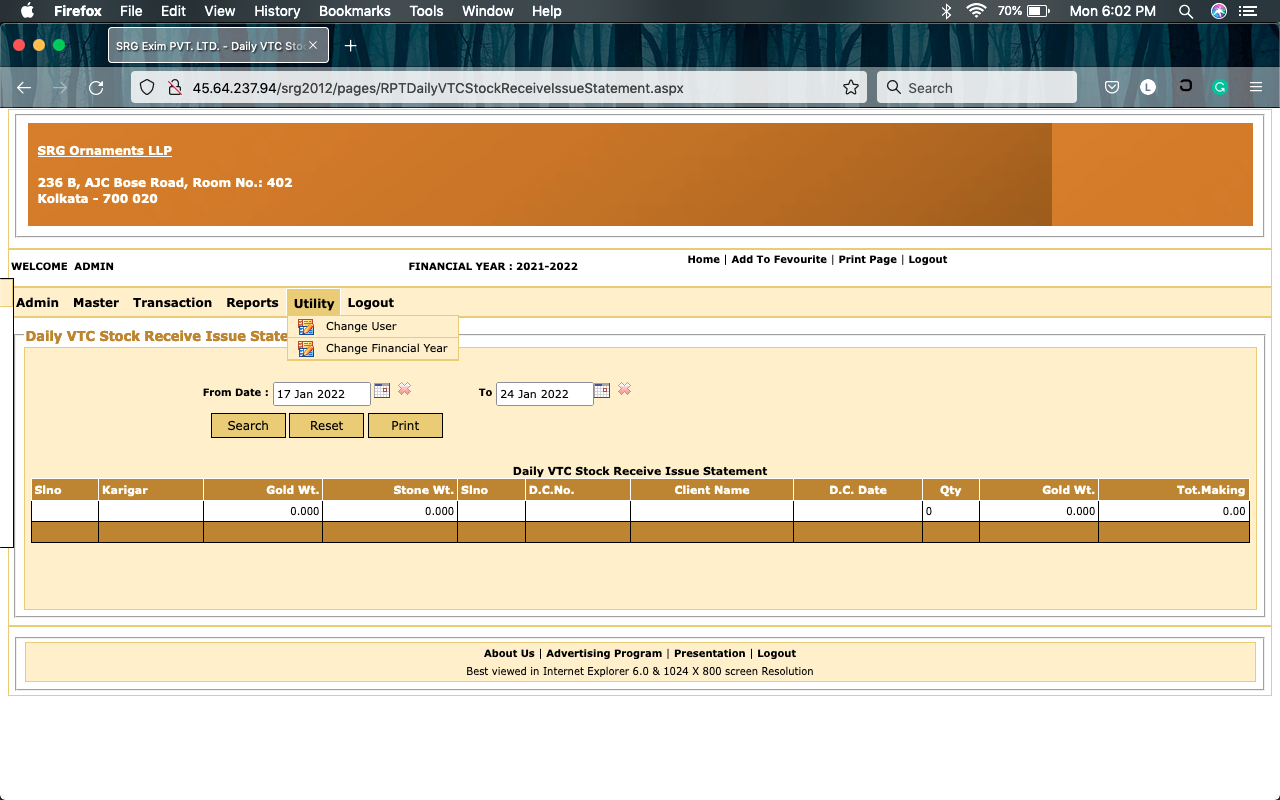 Firefox File Edit View History Bookmarks Tools Window Help 70% Mon 6:02 PM
SRG Exim PVT. LTD. - Daily VTC Sto
45.64.237.94/srg2012/pages/RPTDailyVTCStockReceiveIssueStatement.aspx Search L G
SRG Ornaments LLP
236 B, AJC Bose Road, Room No.: 402
Kolkata - 700 020
WELCOME ADMIN FINANCIAL YEAR : 2021-2022 Home | Add To Fevourite | Print Page | Logout
Admin Master Transaction Reports Utility Logout
Change User
Daily VTC Stock Receive Issue State
Change Financial Year
From Date : 17 Jan 2022 To 24 Jan 2022
Search Reset Print
Daily VTC Stock Receive Issue Statement
Slno Karigar Gold Wt. Stone Wt. Slno D.C.No. Client Name D.C. Date Qty Gold Wt. Tot.Making
0.000 0.000 0 0.000 0.00
About Us | Advertising Program | Presentation | Logout
Best viewed in Internet Explorer 6.0 & 1024 X 800 screen Resolution